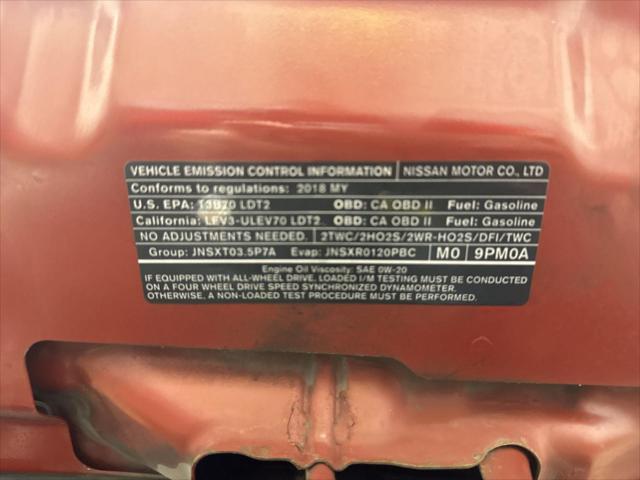 VEHICLE EMISSION CONTROL INFORMATION NISSAN MOTOR CO., LTD
Conforms to regulations: 2018 MY
U.S. EPA: T3B70 LDT2 OBD: CA OBD II Fuel: Gasoline
California: LEV3-ULEV70 LDT2 OBD: CA OBD II Fuel: Gasoline
NO ADJUSTMENTS NEEDED. 2TWC/2HO2S/2WR-HO2S/DFI/TWC
Group: JNSXT03.5P7A Evap: JNSXR0120PBC M0 9PM0A
Engine Oil Viscosity: SAE 0W-20
IF EQUIPPED WITH ALL-WHEEL DRIVE, LOADED I/M TESTING MUST BE CONDUCTED
ON A FOUR WHEEL DRIVE SPEED SYNCHRONIZED DYNAMOMETER.
OTHERWISE, A NON-LOADED TEST PROCEDURE MUST BE CONDUCTED.